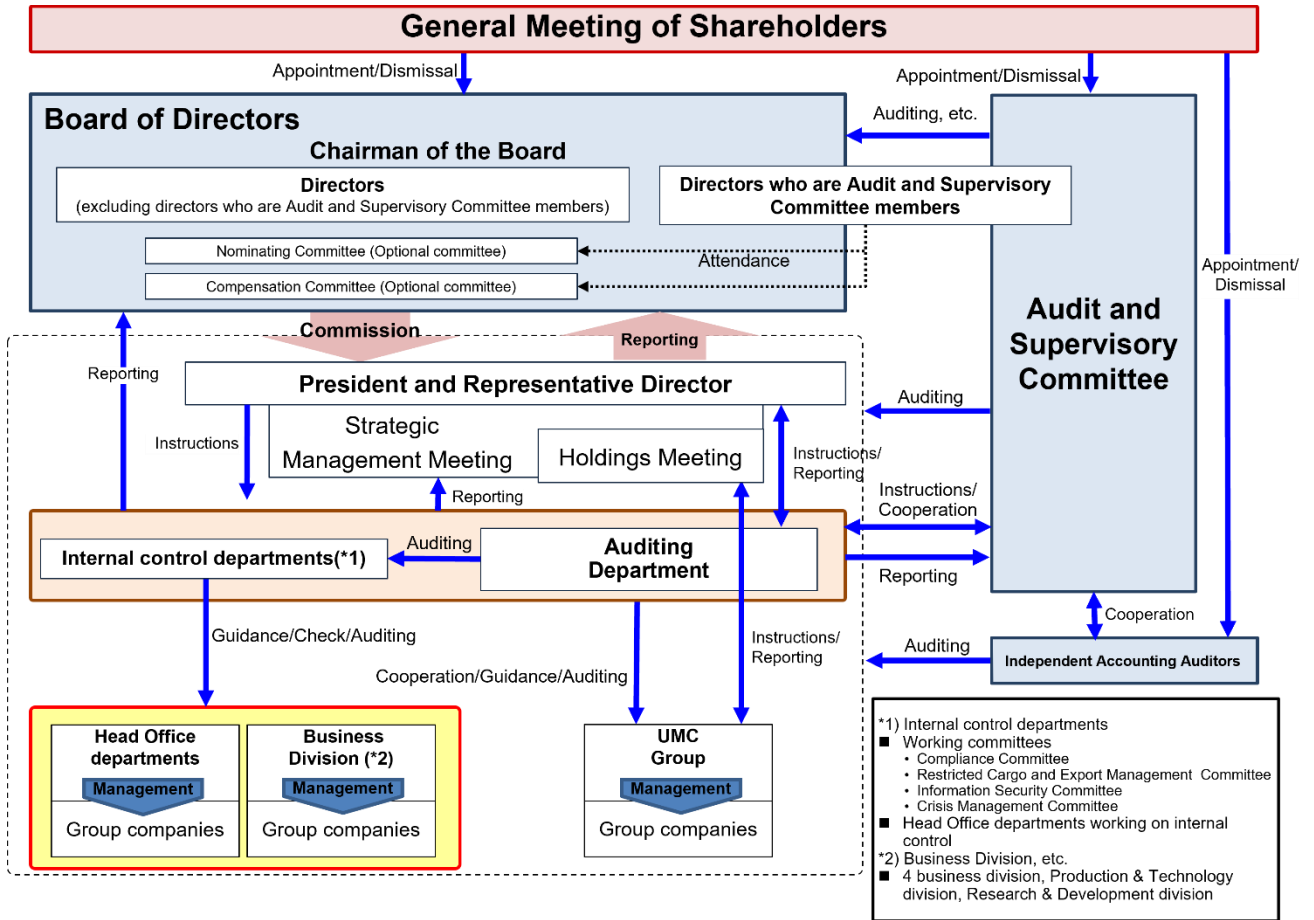 General Meeting of Shareholders
Appointment/Dismissal
Appointment/Dismissal
Board of Directors
Auditing, etc.
Chairman of the Board
Directors
(excluding directors who are Audit and Supervisory Committee members)
Directors who are Audit and Supervisory
Committee members
Nominating Committee (Optional committee)
Attendance
Compensation Committee (Optional committee)
Appointment/
Dismissal
Audit and
Supervisory
Committee
Commission
Reporting
Reporting
President and Representative Director
Auditing
Instructions
Strategic
Management Meeting
Holdings Meeting
Instructions/
Reporting
Reporting
Instructions/
Cooperation
Internal control departments(*1)
Auditing
Auditing
Department
Reporting
Guidance/Check/Auditing
Cooperation/Guidance/Auditing
Instructions/
Reporting
Cooperation
Auditing
Independent Accounting Auditors
Head Office
departments
Management
Group companies
Business
Division (*2)
Management
Group companies
UMC
Group
Management
Group companies
*1) Internal control departments
■ Working committees
・ Compliance Committee
・ Restricted Cargo and Export Management Committee
・ Information Security Committee
・ Crisis Management Committee
■ Head Office departments working on internal
control
*2) Business Division, etc.
■ 4 business division, Production & Technology
division, Research & Development division